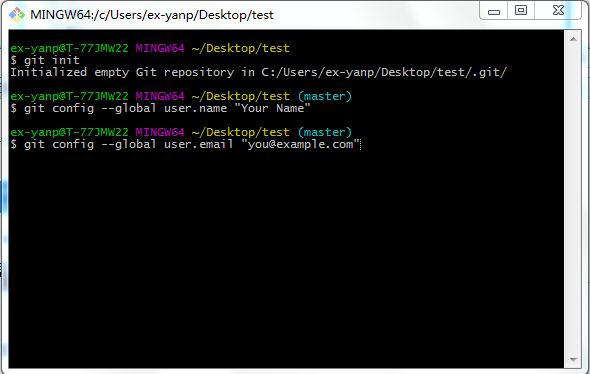 MINGW64:/c/Users/ex-yanp/Desktop/test
ex-yanp@T-77JMW22 MINGW64 ~/Desktop/test
$ git init
Initialized empty Git repository in C:/Users/ex-yanp/Desktop/test/.git/
ex-yanp@T-77JMW22 MINGW64 ~/Desktop/test (master)
$ git config --global user.name "Your Name"
ex-yanp@T-77JMW22 MINGW64 ~/Desktop/test (master)
$ git config --global user.email "you@example.com"